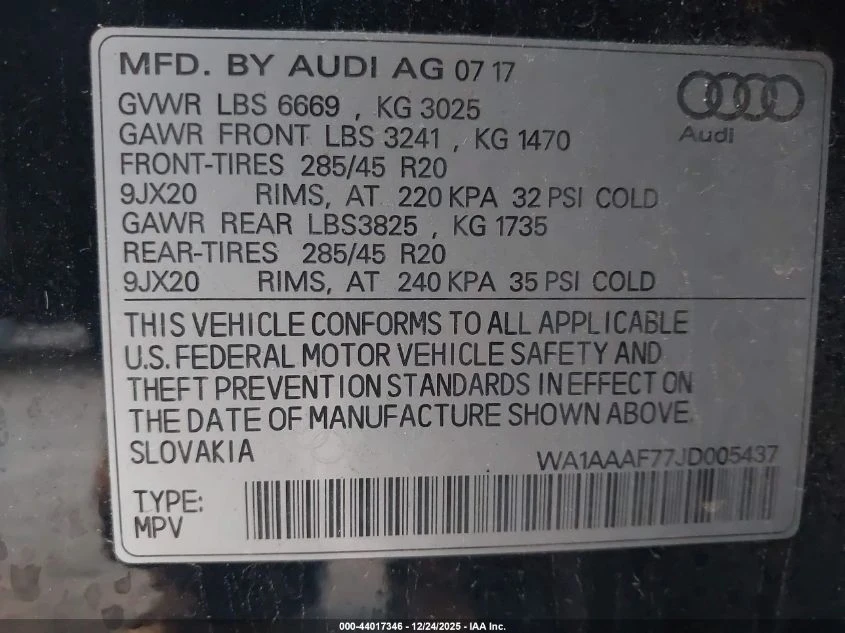 MFD. BY AUDI AG 07 17
GVWR LBS 6669 , KG 3025
GAWR FRONT LBS 3241 , KG 1470
Audi
FRONT-TIRES 285/45 R20
9JX20 RIMS, AT 220 KPA 32 PSI COLD
GAWR REAR LBS3825 , KG 1735
REAR-TIRES 285/45 R20
9JX20 RIMS, AT 240 KPA 35 PSI COLD
THIS VEHICLE CONFORMS TO ALL APPLICABLE
U.S. FEDERAL MOTOR VEHICLE SAFETY AND
THEFT PREVENTION STANDARDS IN EFFECT ON
THE DATE OF MANUFACTURE SHOWN ABOVE.
SLOVAKIA
WA1AAAF77JD005437
TYPE:
MPV
000-44017346 - 12/24/2025 - IAA Inc.